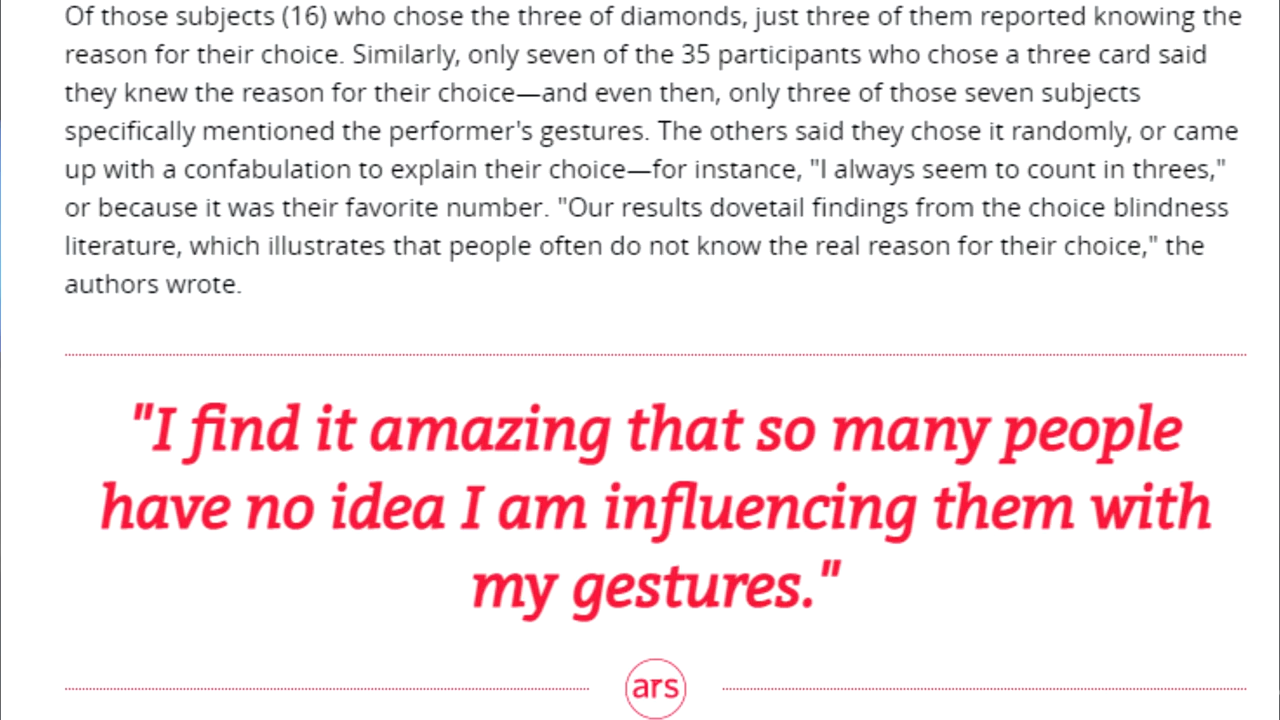 Of those subjects (16) who chose the three of diamonds, just three of them reported knowing the
reason for their choice. Similarly, only seven of the 35 participants who chose a three card said
they knew the reason for their choice—and even then, only three of those seven subjects
specifically mentioned the performer's gestures. The others said they chose it randomly, or came
up with a confabulation to explain their choice—for instance, "I always seem to count in threes,"
or because it was their favorite number. "Our results dovetail findings from the choice blindness
literature, which illustrates that people often do not know the real reason for their choice," the
authors wrote.
"I find it amazing that so many people
have no idea I am influencing them with
my gestures."
ars